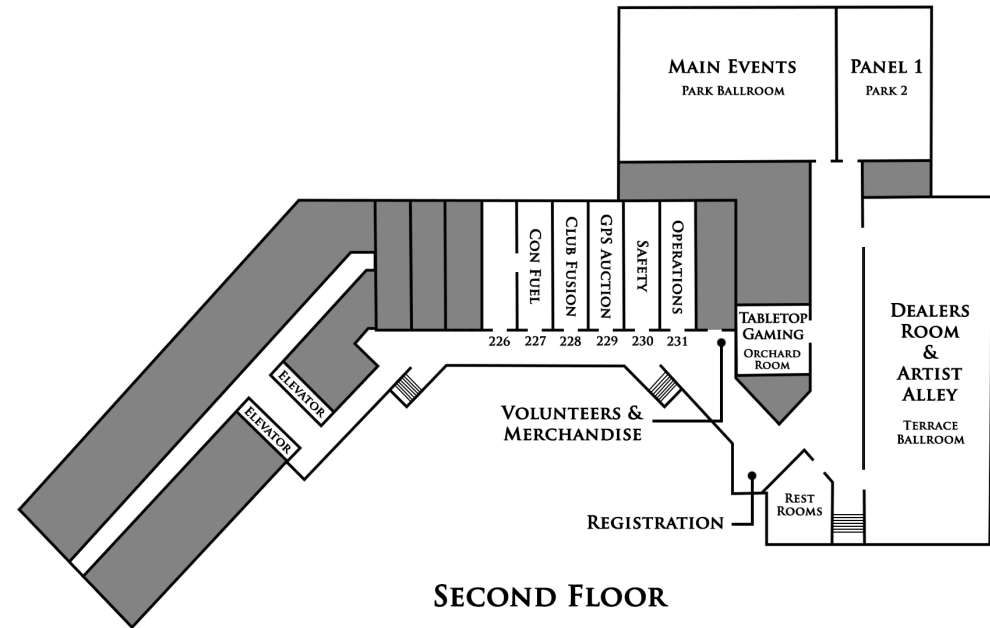 Main Events
Park Ballroom
Panel 1
Park 2
Con Fuel
Club Fusion
GPS Auction
Safety
Operations
226
227
228
229
230
231
Tabletop
Gaming
Orchard
Room
Dealers
Room
&
Artist
Alley
Terrace
Ballroom
Elevator
Elevator
Volunteers &
Merchandise
Registration
Rest
Rooms
Second Floor